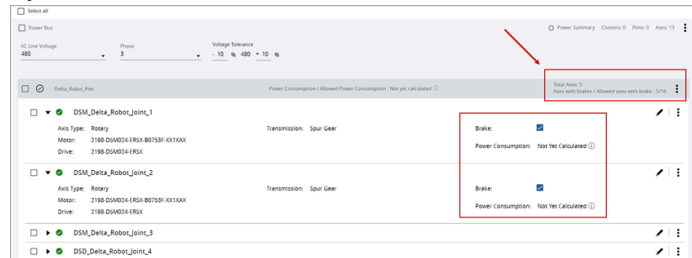 Select all
Power Bus
Power Summary Clusters: 0 Pims: 3 Axes: 13
AC Line Voltage Phase Voltage Tolerance
480 3 - 10 % 480 + 10 %
Delta_Robot_Pim Power Consumption / Allowed Power Consumption : Not yet calculated
Total Axes: 5
Axes with brakes / Allowed axes with brake : 5/16
DSM_Delta_Robot_Joint_1
Axis Type: Rotary Transmission: Spur Gear Brake:
Motor: 2198-DSM024-ERSX-B0753F-XX1XAX Power Consumption: Not Yet Calculated
Drive: 2198-DSM024-ERSX
DSM_Delta_Robot_Joint_2
Axis Type: Rotary Transmission: Spur Gear Brake:
Motor: 2198-DSM024-ERSX-B0753F-XX1XAX Power Consumption: Not Yet Calculated
Drive: 2198-DSM024-ERSX
DSM_Delta_Robot_Joint_3
DSD_Delta_Robot_Joint_4